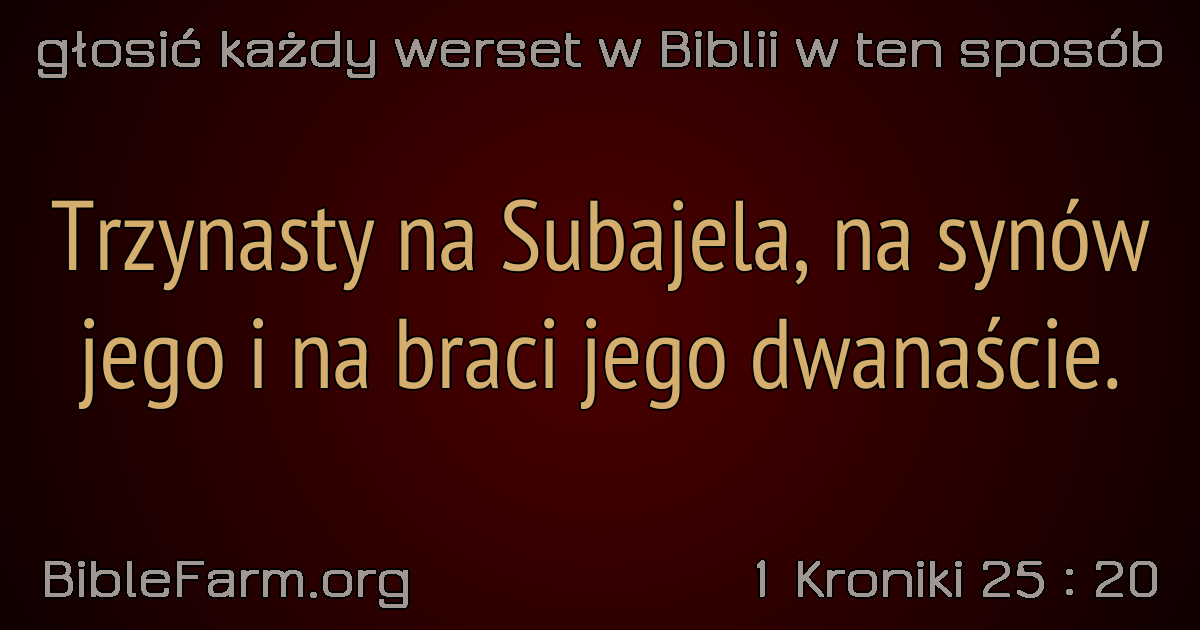 głosić każdy werset w Biblii w ten sposób
Trzynasty na Subajela, na synów
jego i na braci jego dwanaście.
BibleFarm.org
1 Kroniki 25 : 20